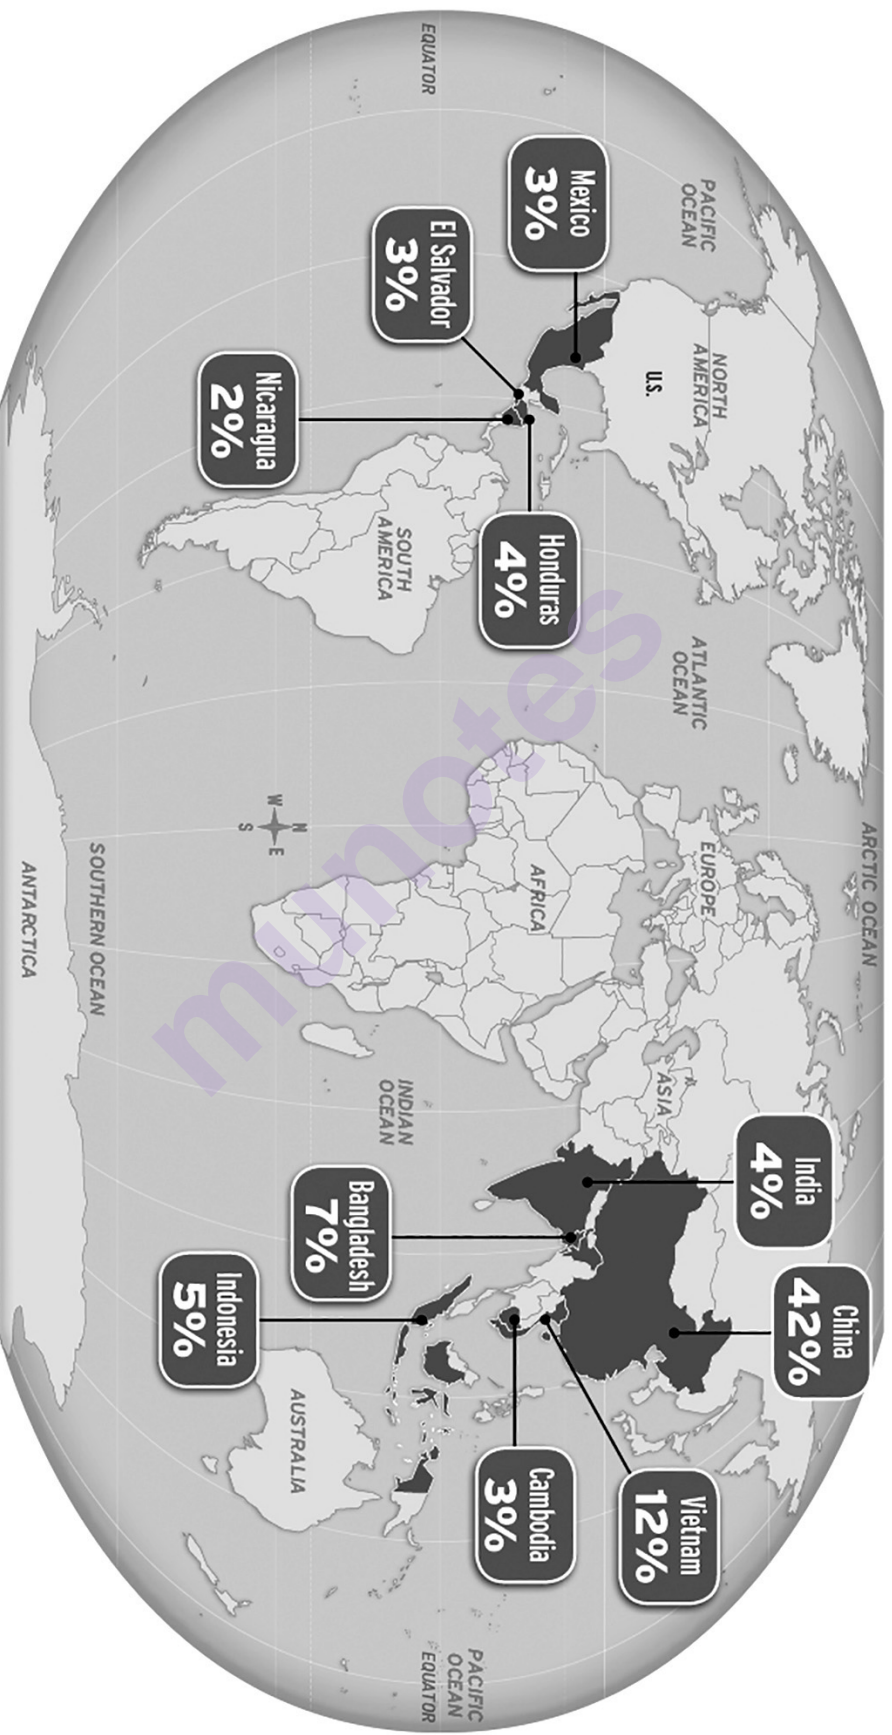 ARCTIC OCEAN
PACIFIC
OCEAN
NORTH
AMERICA
U.S.
ATLANTIC
OCEAN
EUROPE
ASIA
India
4%
China
42%
Mexico
3%
El Salvador
3%
Honduras
4%
Nicaragua
2%
AFRICA
Vietnam
12%
Cambodia
3%
Bangladesh
7%
Indonesia
5%
EQUATOR
SOUTH
AMERICA
INDIAN
OCEAN
PACIFIC
OCEAN
EQUATOR
AUSTRALIA
N
W
E
S
SOUTHERN OCEAN
ANTARCTICA
munotes